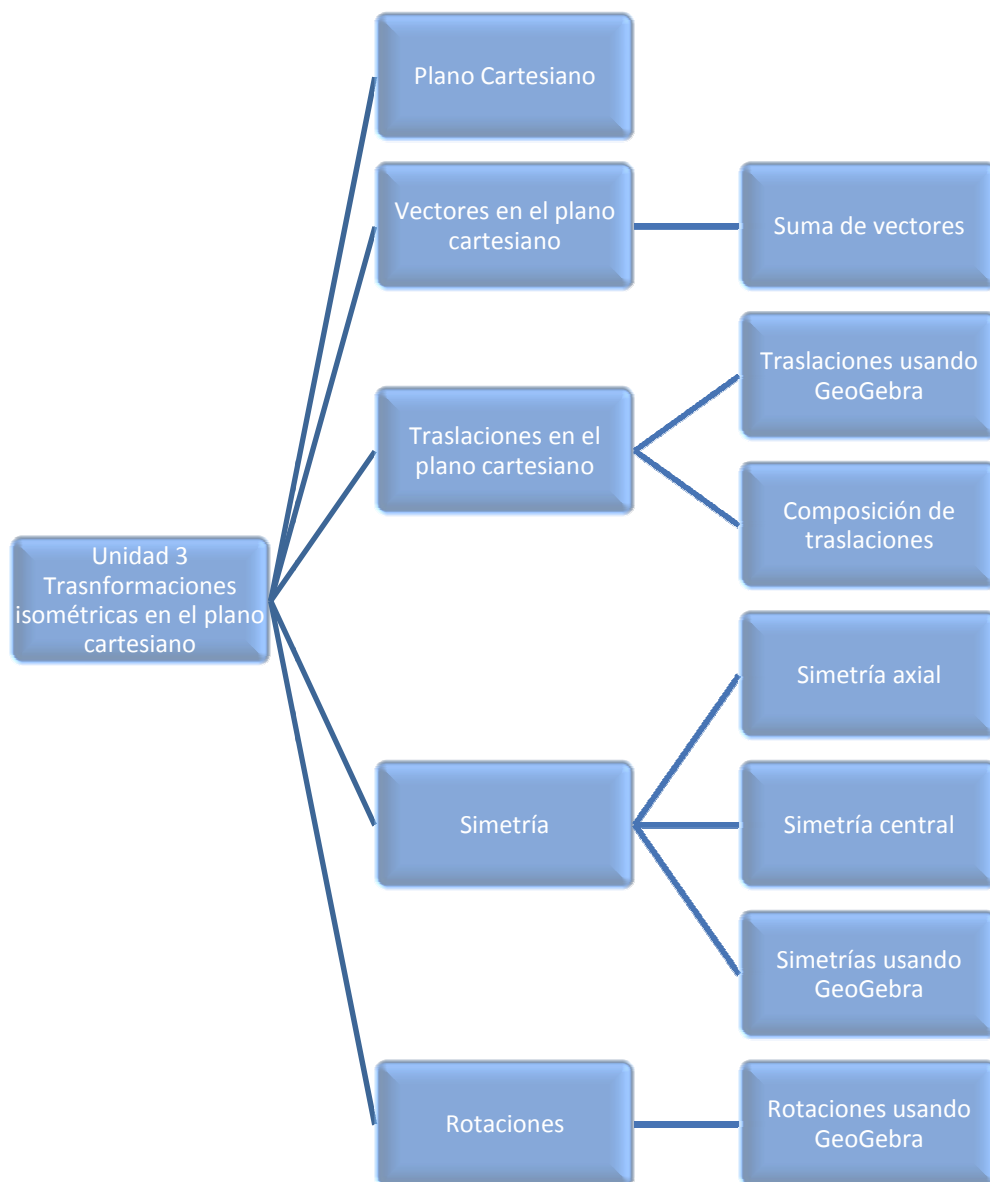 Plano Cartesiano
Vectores en el plano
cartesiano
Suma de vectores
Traslaciones en el
plano cartesiano
Traslaciones usando
GeoGebra
Composición de
traslaciones
Unidad 3
Trasnformaciones
isométricas en el plano
cartesiano
Simetría
Simetría axial
Simetría central
Simetrías usando
GeoGebra
Rotaciones
Rotaciones usando
GeoGebra